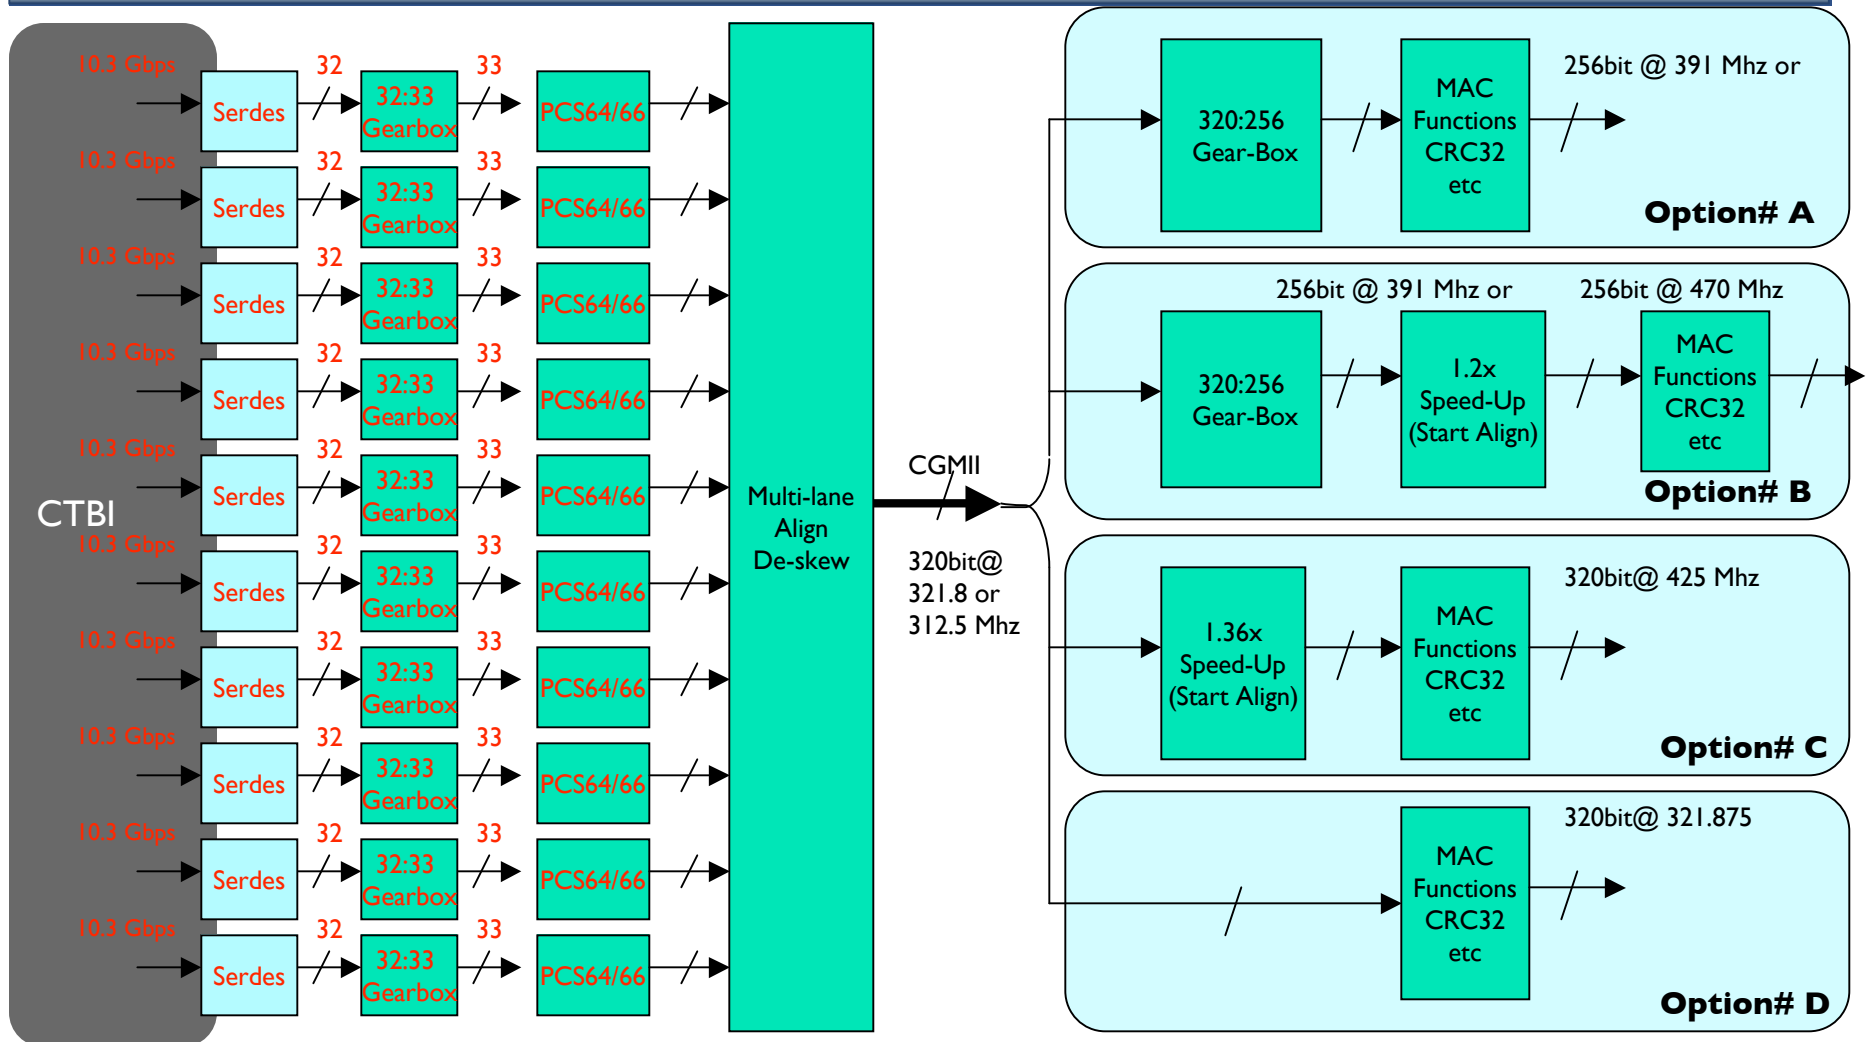 CTBI
10.3 Gbps
Serdes
32
32:33
Gearbox
33
PCS64/66
10.3 Gbps
Serdes
32
32:33
Gearbox
33
PCS64/66
10.3 Gbps
Serdes
32
32:33
Gearbox
33
PCS64/66
10.3 Gbps
Serdes
32
32:33
Gearbox
33
PCS64/66
10.3 Gbps
Serdes
32
32:33
Gearbox
33
PCS64/66
10.3 Gbps
Serdes
32
32:33
Gearbox
33
PCS64/66
10.3 Gbps
Serdes
32
32:33
Gearbox
33
PCS64/66
10.3 Gbps
Serdes
32
32:33
Gearbox
33
PCS64/66
10.3 Gbps
Serdes
32
32:33
Gearbox
33
PCS64/66
10.3 Gbps
Serdes
32
32:33
Gearbox
33
PCS64/66
Multi-lane
Align
De-skew
CGMII
320bit@
321.8 or
312.5 Mhz
320:256
Gear-Box
MAC
Functions
CRC32
etc
256bit @ 391 Mhz or
Option# A
256bit @ 391 Mhz or
256bit @ 470 Mhz
320:256
Gear-Box
1.2x
Speed-Up
(Start Align)
MAC
Functions
CRC32
etc
Option# B
1.36x
Speed-Up
(Start Align)
MAC
Functions
CRC32
etc
320bit@ 425 Mhz
Option# C
MAC
Functions
CRC32
etc
320bit@ 321.875
Option# D